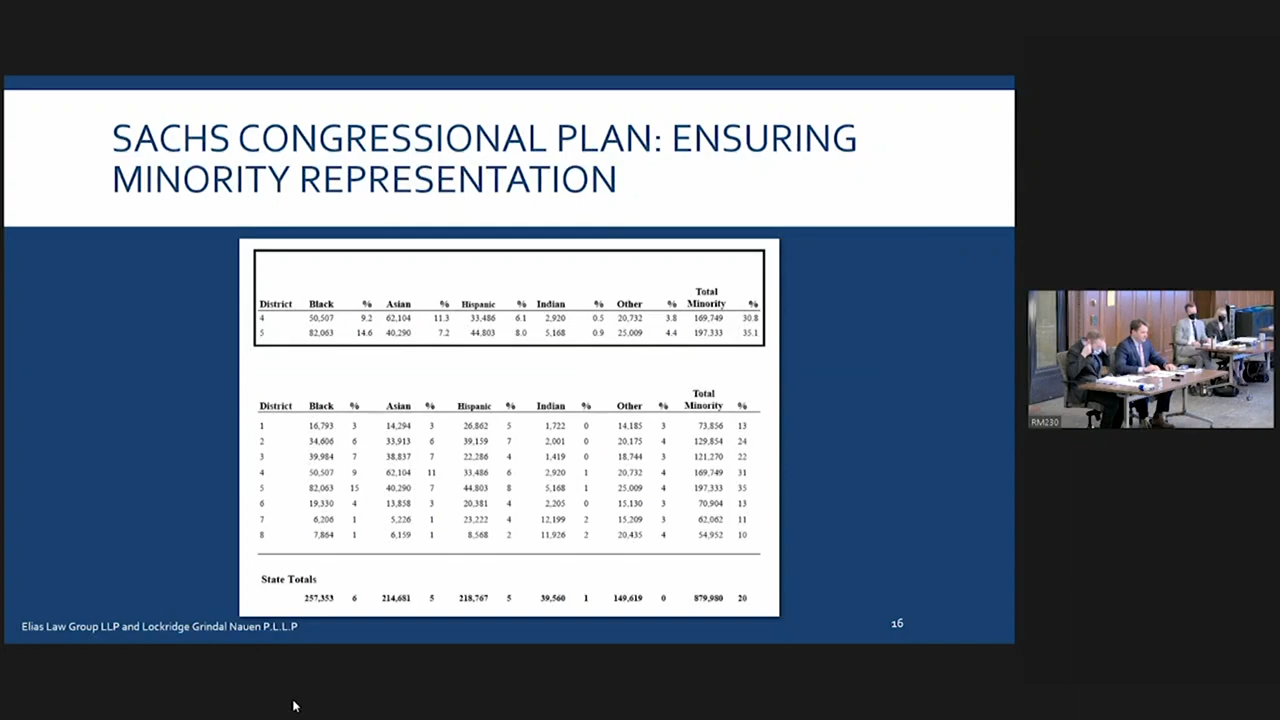 SACHS CONGRESSIONAL PLAN: ENSURING
MINORITY REPRESENTATION
Total
District Black % Asian % Hispanic % Indian % Other % Minority %
4 50,507 9.2 62,104 11.3 33,486 6.1 2,920 0.5 20,732 3.8 169,749 30.8
5 82,063 14.6 40,290 7.2 44,803 8.0 5,168 0.9 25,009 4.4 197,333 35.1
Total
District Black % Asian % Hispanic % Indian % Other % Minority %
1 16,793 3 14,294 3 26,862 5 1,722 0 14,185 3 73,856 13
2 34,606 6 33,913 6 39,159 7 2,001 0 20,175 4 129,854 24
3 39,984 7 38,837 7 22,286 4 1,419 0 18,744 3 121,270 22
4 50,507 9 62,104 11 33,486 6 2,920 1 20,732 4 169,749 31
5 82,063 15 40,290 7 44,803 8 5,168 1 25,009 4 197,333 35
6 19,330 4 13,858 3 20,381 4 2,205 0 15,130 3 70,904 13
7 6,206 1 5,226 1 23,222 4 12,199 2 15,209 3 62,062 11
8 7,864 1 6,159 1 8,568 2 11,926 2 20,435 4 54,952 10
State Totals
257,353 6 214,681 5 218,767 5 39,560 1 149,619 0 879,980 20
Elias Law Group LLP and Lockridge Grindal Nauen P.L.L.P
16
RM230